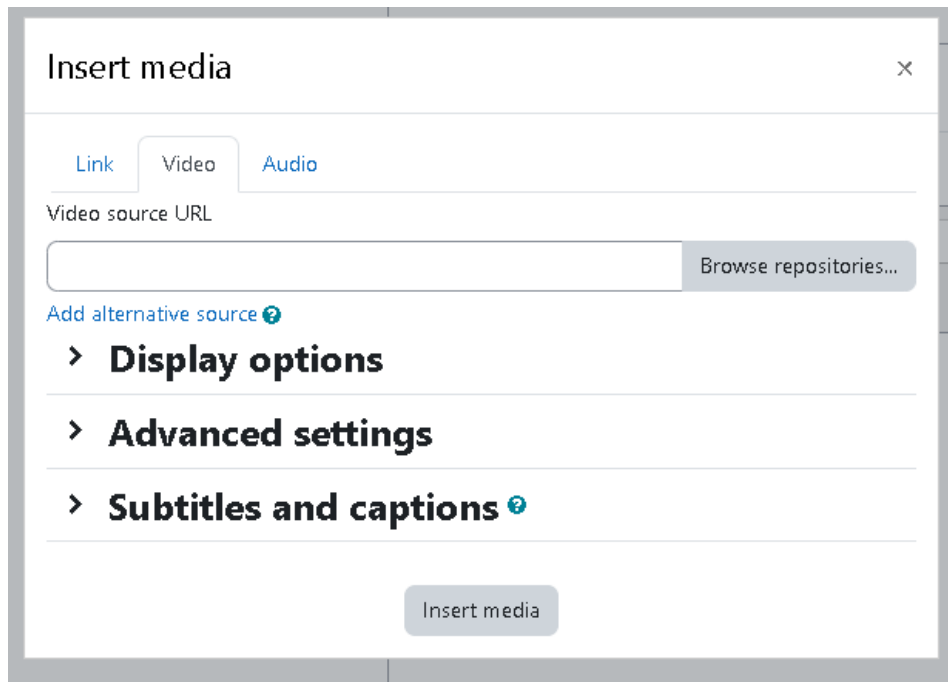 Insert media
×
Link Video Audio
Video source URL
Browse repositories...
Add alternative source ?
Display options
Advanced settings
Subtitles and captions ?
Insert media